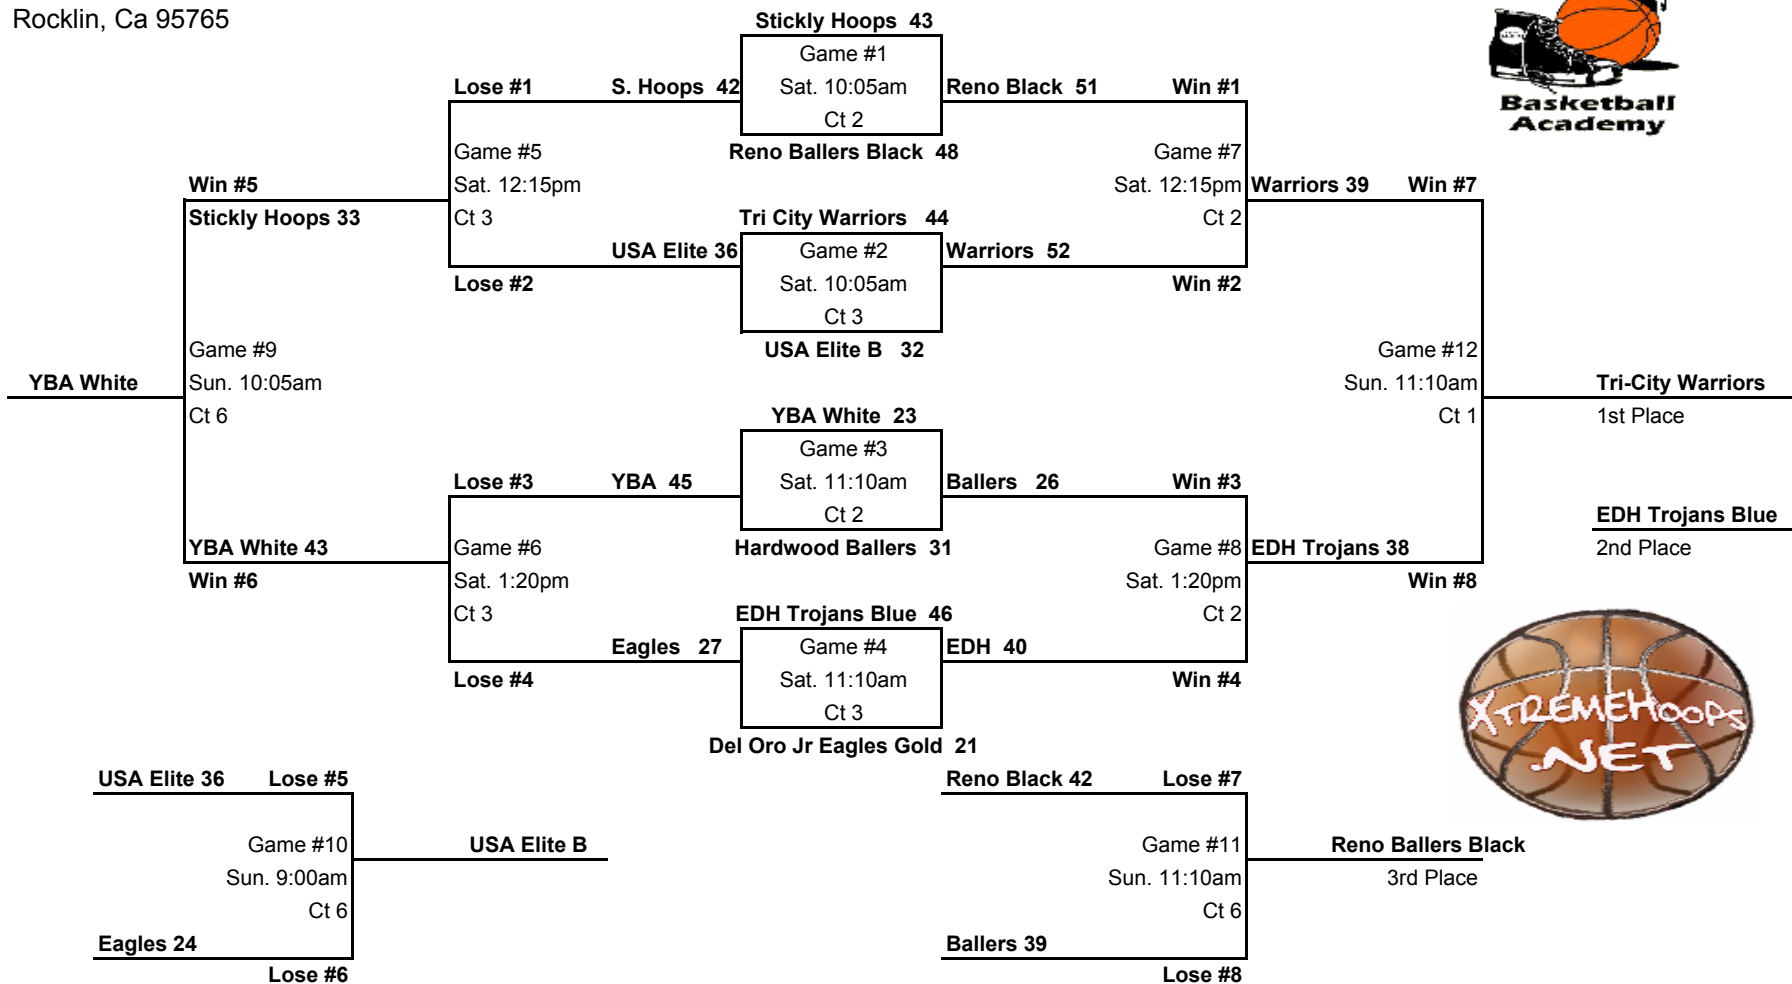 Rocklin, Ca 95765
Stickly Hoops 43
Game #1
Lose #1 S. Hoops 42 Sat. 10:05am Reno Black 51 Win #1
Ct 2
Basketball
Academy
Game #5 Reno Ballers Black 48 Game #7
Win #5 Sat. 12:15pm Sat. 12:15pm Warriors 39 Win #7
Stickly Hoops 33 Ct 3 Tri City Warriors 44 Ct 2
USA Elite 36 Game #2 Warriors 52
Lose #2 Sat. 10:05am Win #2
Ct 3
Game #9 USA Elite B 32 Game #12
YBA White Sun. 10:05am Sun. 11:10am Tri-City Warriors
Ct 6 YBA White 23 Ct 1 1st Place
Game #3
Lose #3 YBA 45 Sat. 11:10am Ballers 26 Win #3
Ct 2 EDH Trojans Blue
YBA White 43 Game #6 Hardwood Ballers 31 Game #8 EDH Trojans 38 2nd Place
Win #6 Sat. 1:20pm Sat. 1:20pm Win #8
Ct 3 EDH Trojans Blue 46 Ct 2
Eagles 27 Game #4 EDH 40
Lose #4 Sat. 11:10am Win #4
Ct 3
XTREMEHOOPS
.NET
Del Oro Jr Eagles Gold 21
USA Elite 36 Lose #5 Reno Black 42 Lose #7
Game #10 USA Elite B Game #11 Reno Ballers Black
Sun. 9:00am Sun. 11:10am 3rd Place
Ct 6 Ct 6
Eagles 24 Ballers 39
Lose #6 Lose #8